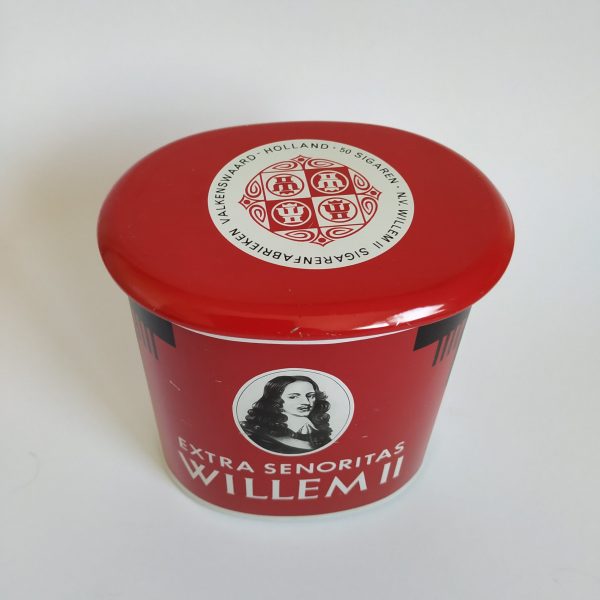 N.V. WILLEM II SIGARENFABRIEKEN VALKENSWAARD · HOLLAND · 50 SIGAREN ·
EXTRA SENORITAS
WILLEM II